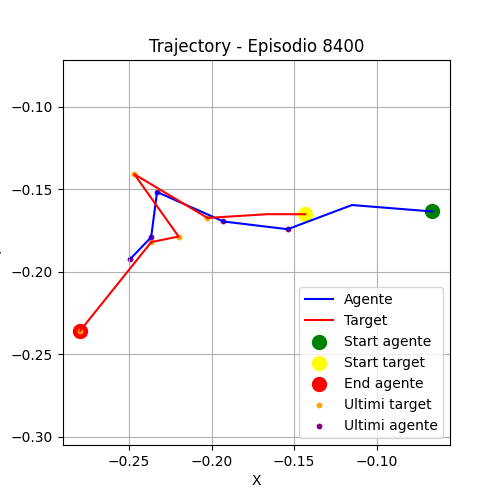 Trajectory - Episodio 8400
−0.10
−0.15
−0.20
−0.25
−0.30
−0.25
−0.20
−0.15
−0.10
X
Agente
Target
Start agente
Start target
End agente
Ultimi target
Ultimi agente